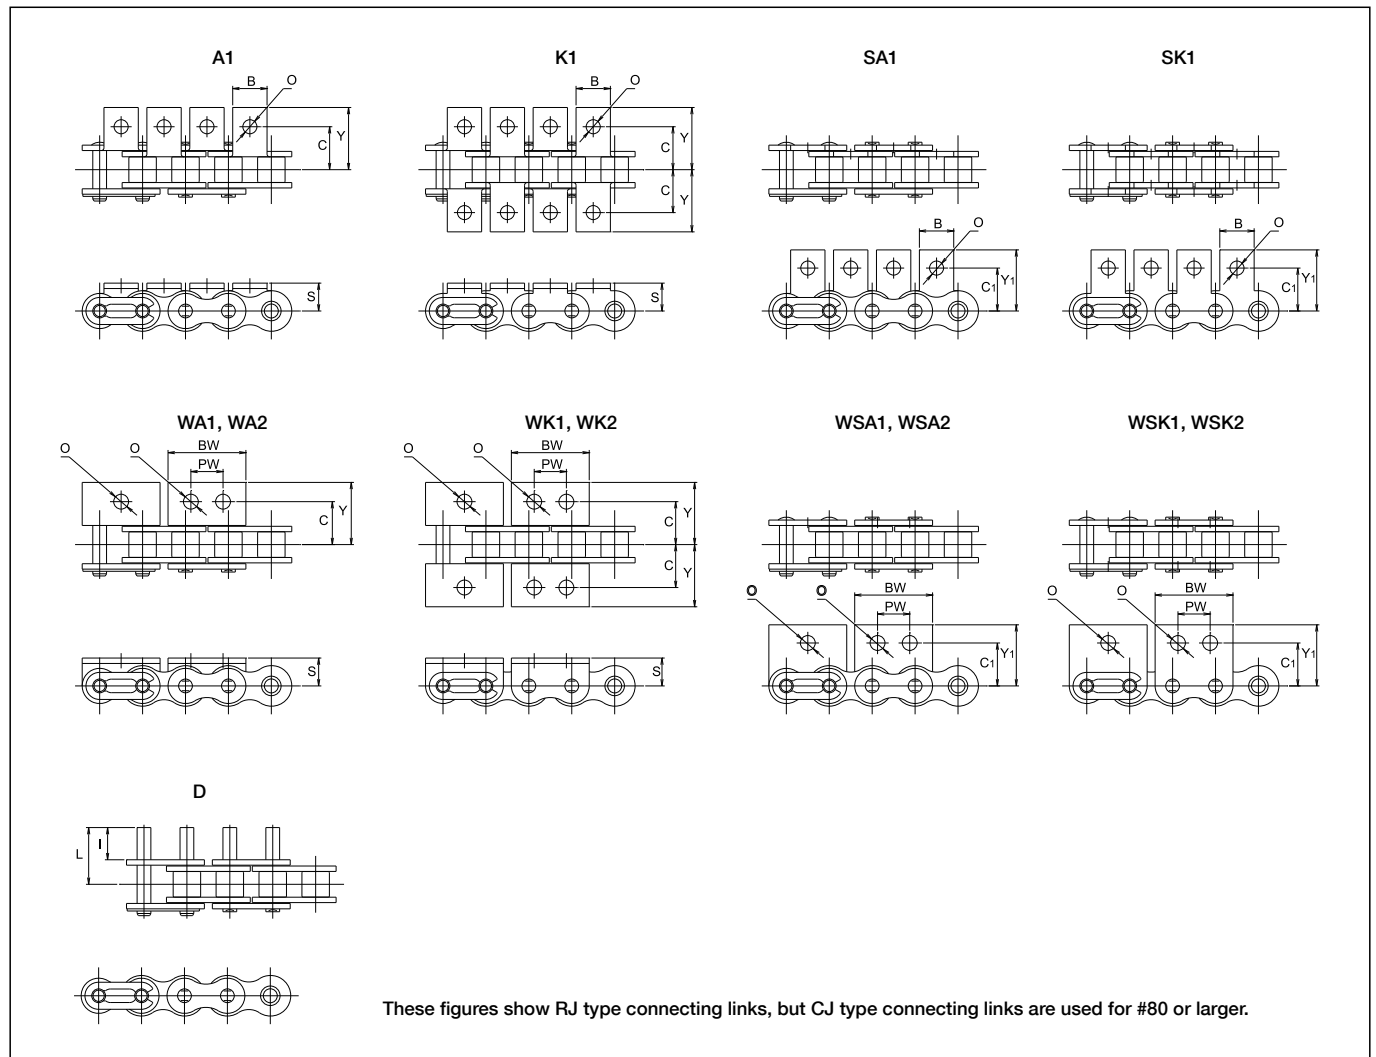 A1
K1
SA1
SK1
B
O
C
Y
S
B
O
C
Y
C
Y
S
B
O
C1
Y1
B
O
C1
Y1
WA1, WA2
WK1, WK2
WSA1, WSA2
WSK1, WSK2
O
O
BW
PW
C
Y
S
O
O
BW
PW
C
Y
C
Y
S
O
O
BW
PW
C1
Y1
O
O
BW
PW
C1
Y1
D
L
I
These figures show RJ type connecting links, but CJ type connecting links are used for #80 or larger.